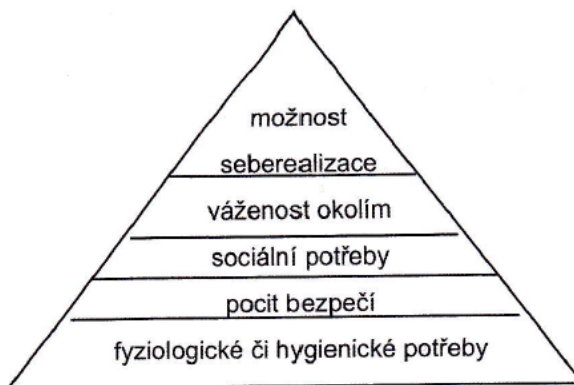 možnost
seberealizace
váženost okolím
sociální potřeby
pocit bezpečí
fyziologické či hygienické potřeby